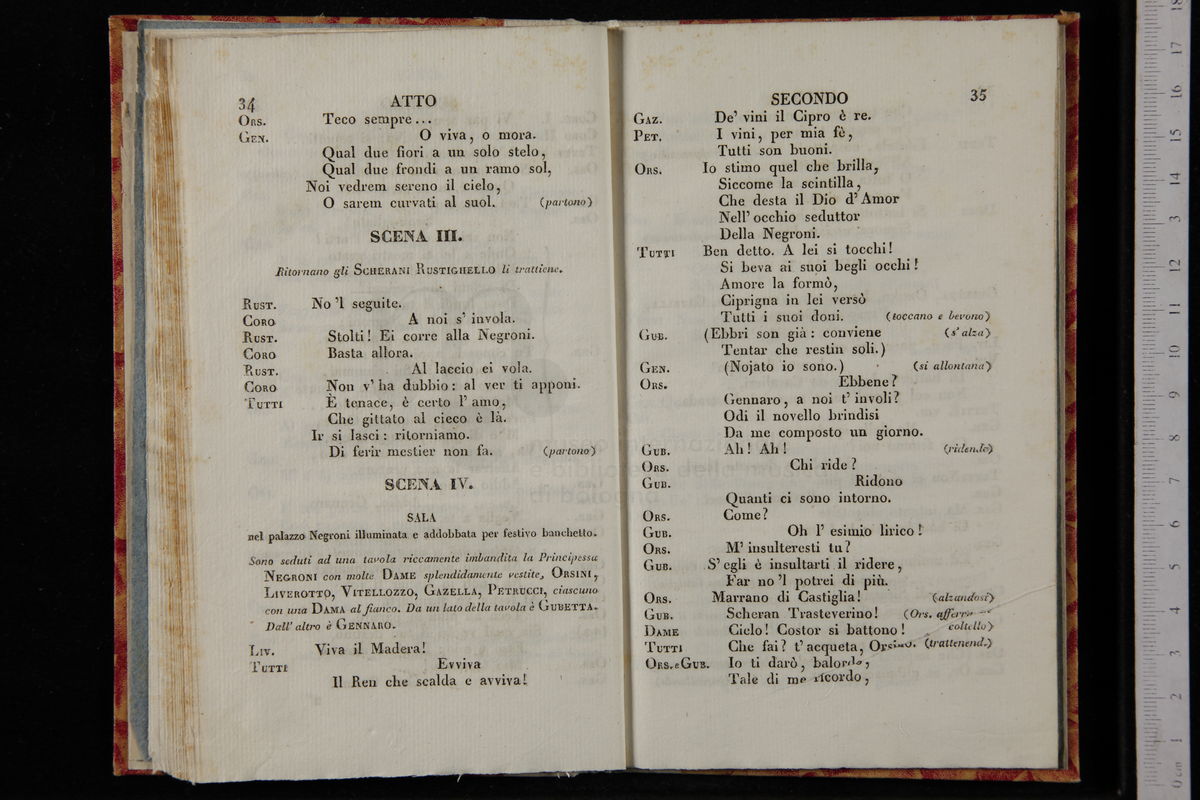 34 ATTO
ORS. Teco sempre...
GEN. O viva, o mora.
Qual due fiori a un solo stelo,
Qual due frondi a un ramo sol,
Noi vedrem sereno il cielo,
O sarem curvati al suol. (partono)
SCENA III.
Ritornano gli SCHERANI RUSTIGHELLO li trattiene.
RUST. No 'l seguite.
CORO A noi s' invola.
RUST. Stolti! Ei corre alla Negroni.
CORO Basta allora.
RUST. Al laccio ei vola.
CORO Non v' ha dubbio: al ver ti apponi.
TUTTI È tenace, è certo l' amo,
Che gittato al cieco è là.
Ir si lasci: ritorniamo.
Di ferir mestier non fa. (partono)
SCENA IV.
SALA
nel palazzo Negroni illuminata e addobbata per festivo banchetto.
Sono seduti ad una tavola riccamente imbandita la Principessa
NEGRONI con molte DAME splendidamente vestite, ORSINI,
LIVEROTTO, VITELLOZZO, GAZELLA, PETRUCCI, ciascuno
con una DAMA al fianco. Da un lato della tavola è GUBETTA.
Dall' altro è GENNARO.
LIV. Viva il Madera!
TUTTI Evviva
Il Ren che scalda e avviva!
SECONDO 35
GAZ. De' vini il Cipro è re.
PET. I vini, per mia fè,
Tutti son buoni.
ORS. Io stimo quel che brilla,
Siccome la scintilla,
Che desta il Dio d' Amor
Nell' occhio seduttor
Della Negroni.
TUTTI Ben detto. A lei si tocchi!
Si beva ai suoi begli occhi!
Amore la formò,
Ciprigna in lei versò
Tutti i suoi doni. (toccano e bevono)
GUB. (Ebbri son già: conviene (s' alza)
Tentar che restin soli.)
GEN. (Nojato io sono.) (si allontana)
ORS. Ebbene?
Gennaro, a noi t' involi?
Odi il novello brindisi
Da me composto un giorno.
GUB. Ah! Ah! (ridendo)
ORS. Chi ride?
GUB. Ridono
Quanti ci sono intorno.
ORS. Come?
GUB. Oh l' esimio lirico!
ORS. M' insulteresti tu?
GUB. S' egli è insultarti il ridere,
Far no 'l potrei di più.
ORS. Marrano di Castiglia! (alzandosi)
GUB. Scheran Trasteverino! (Ors. afferra un
DAME Cielo! Costor si battono! coltello)
TUTTI Che fai? t' acqueta, Orsino. (trattenend.)
ORS. e GUB. Io ti darò, balordo,
Tale di me ricordo,
museo internazionale
e biblioteca della musica
di bologna